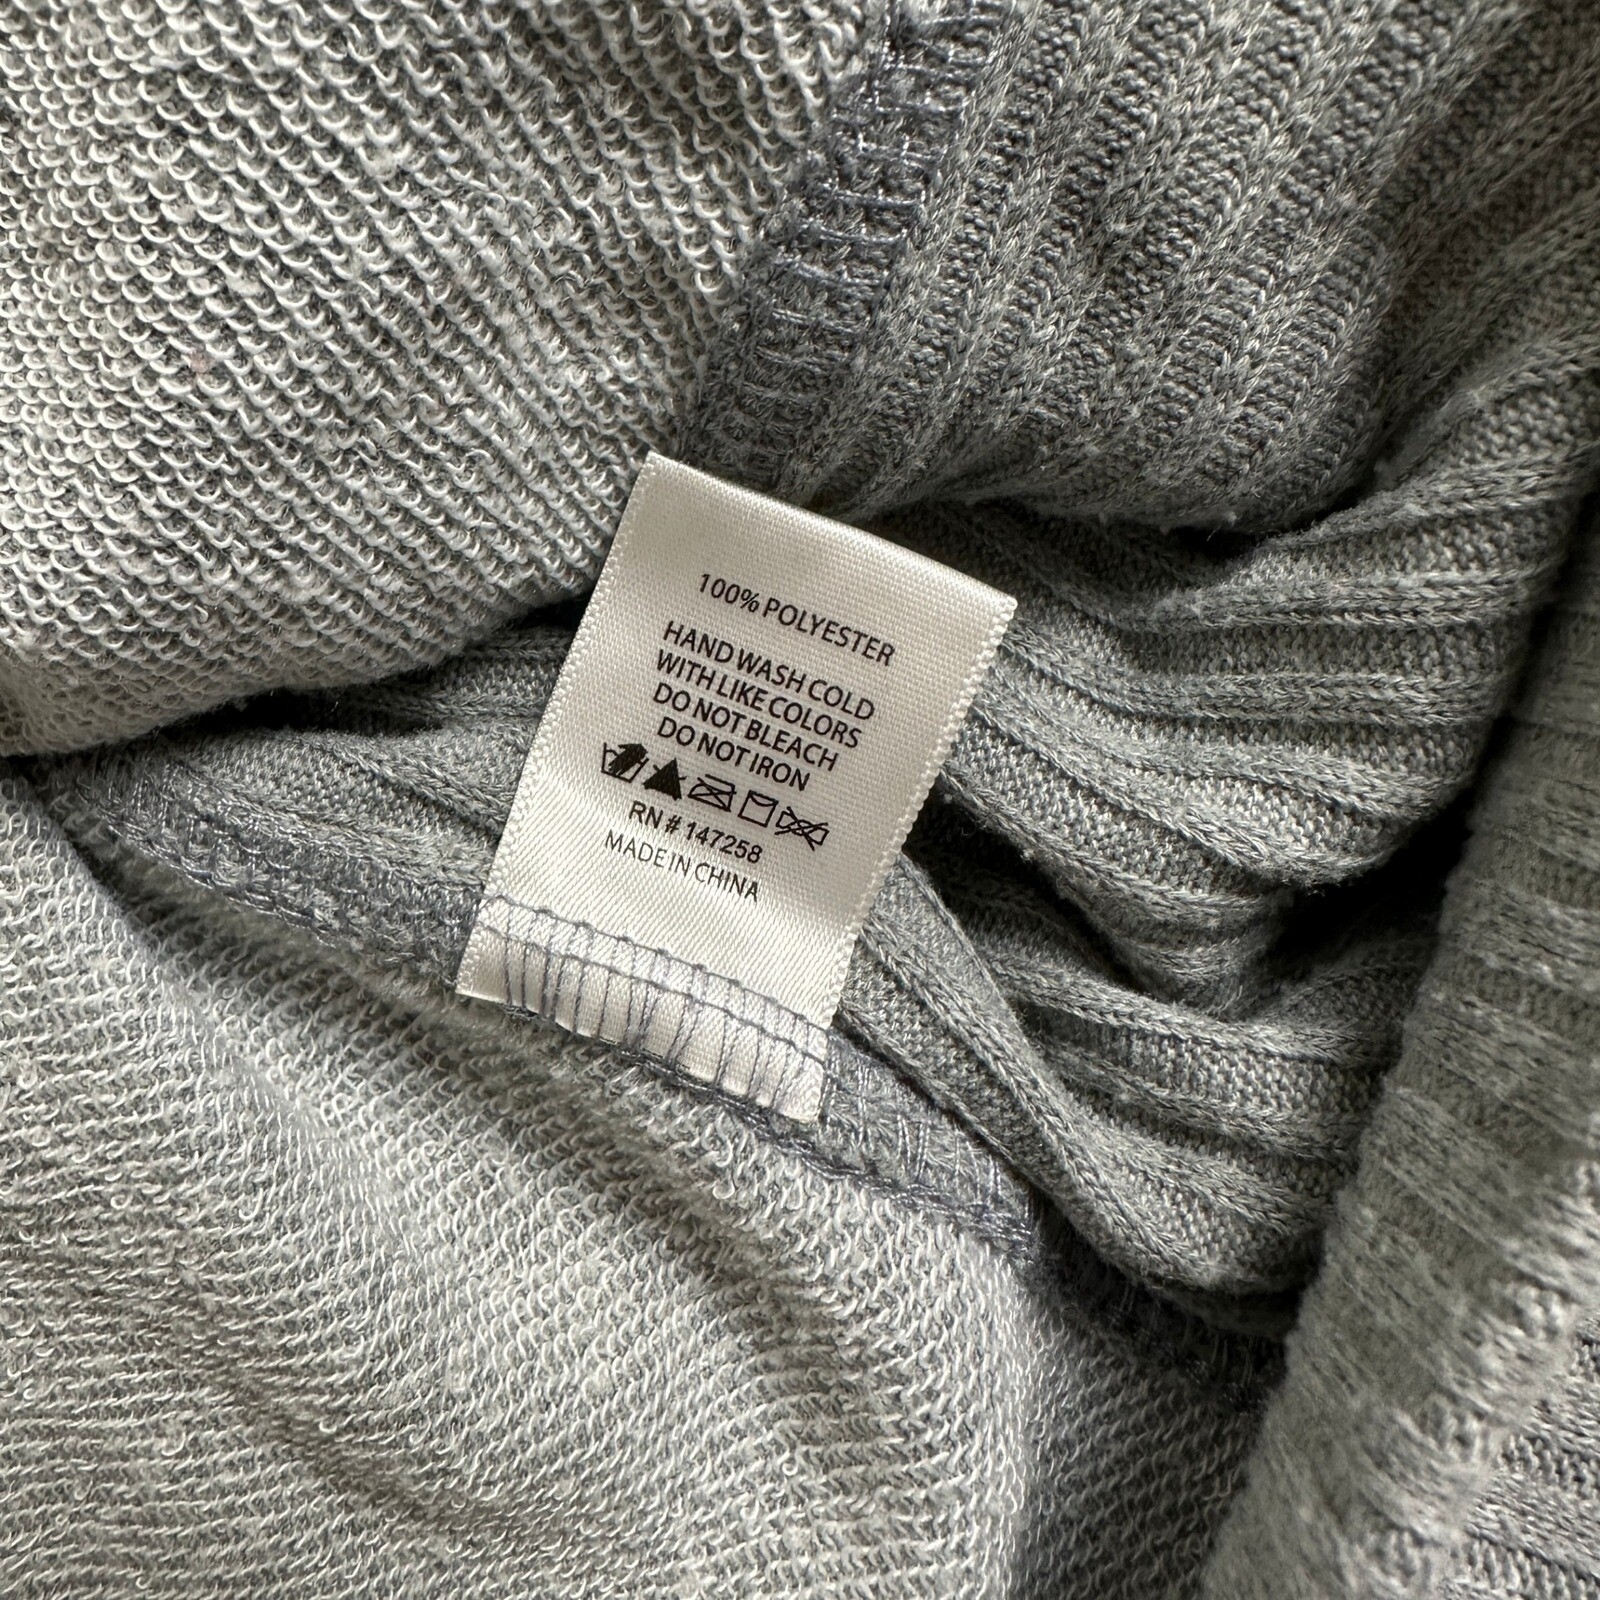 100% POLYESTER
HAND WASH COLD
WITH LIKE COLORS
DO NOT BLEACH
DO NOT IRON
RN # 147258
MADE IN CHINA